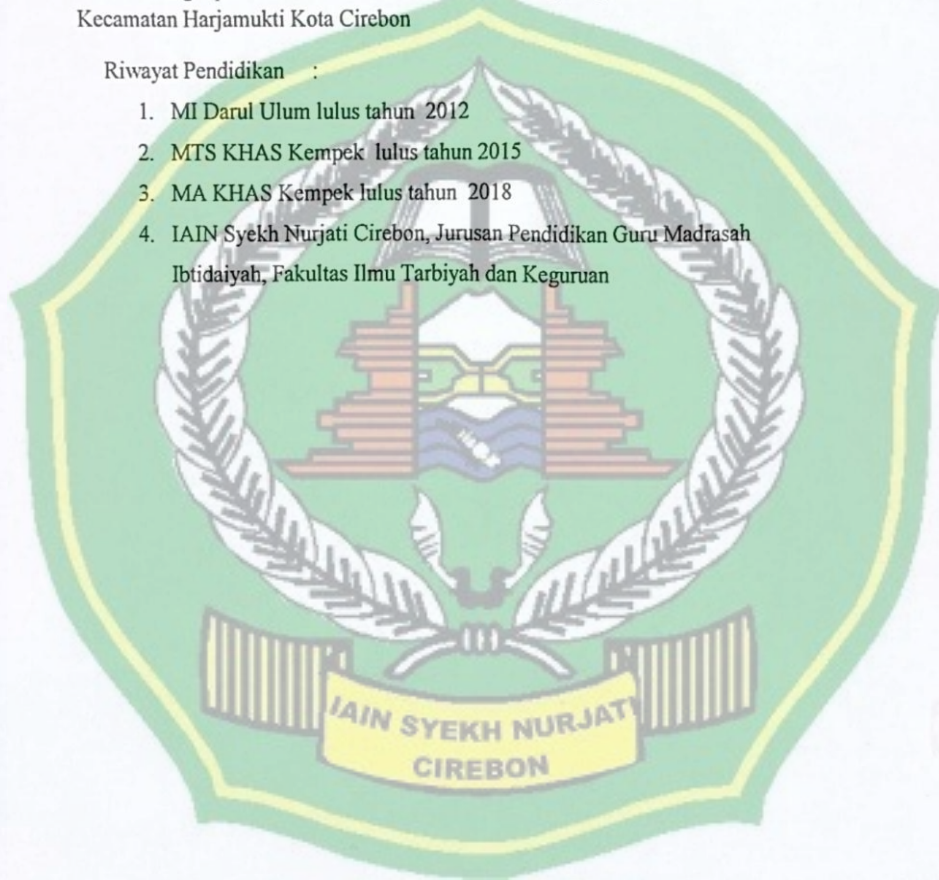 Kecamatan Harjamukti Kota Cirebon
Riwayat Pendidikan :
1. MI Darul Ulum lulus tahun 2012
2. MTS KHAS Kempek lulus tahun 2015
3. MA KHAS Kempek lulus tahun 2018
4. IAIN Syekh Nurjati Cirebon, Jurusan Pendidikan Guru Madrasah
Ibtidaiyah, Fakultas Ilmu Tarbiyah dan Keguruan
IAIN SYEKH NURJATI
CIREBON